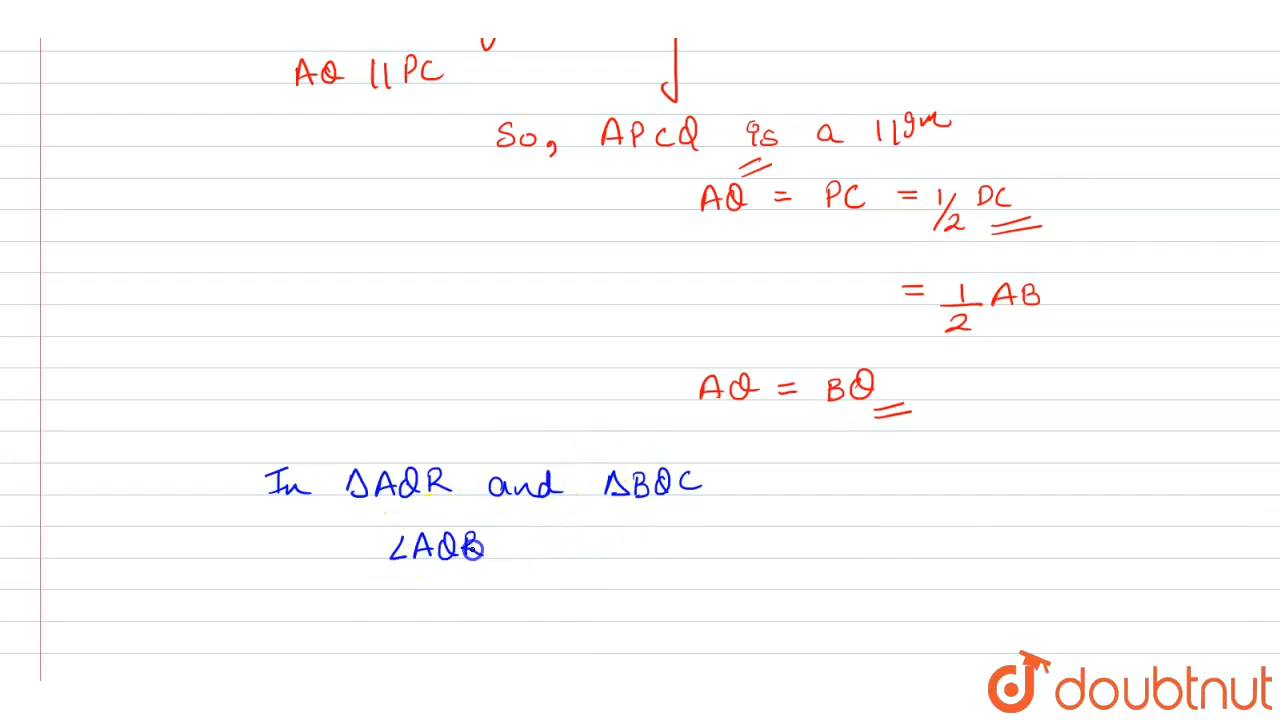 AQ || PC
So, APCQ is a ||gm
AQ = PC = 1/2 DC
= 1/2 AB
AQ = BQ
In ΔAQR and ΔBQC
∠AQR
doubtnut